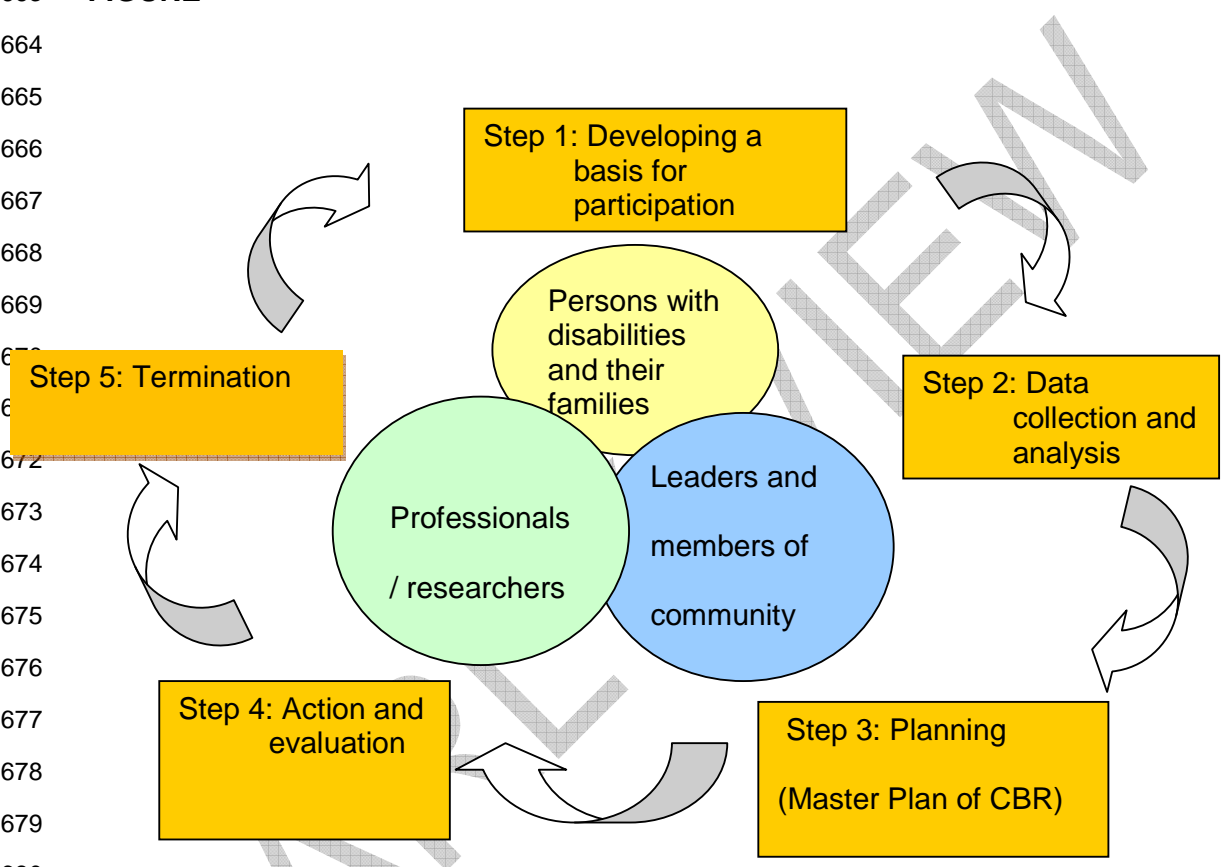 FIGURE
664
665
666
667
668
669
672
673
674
675
676
677
678
679
Step 1: Developing a
basis for
participation
Persons with
disabilities
and their
families
Step 5: Termination
Step 2: Data
collection and
analysis
Professionals
/ researchers
Leaders and
members of
community
Step 4: Action and
evaluation
Step 3: Planning
(Master Plan of CBR)